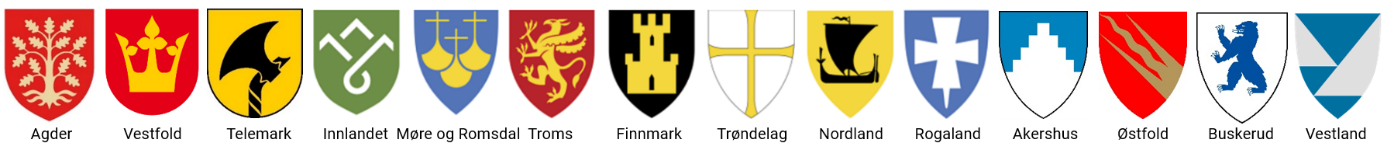 Agder Vestfold Telemark Innlandet Møre og Romsdal Troms Finnmark Trøndelag Nordland Rogaland Akershus Østfold Buskerud Vestland